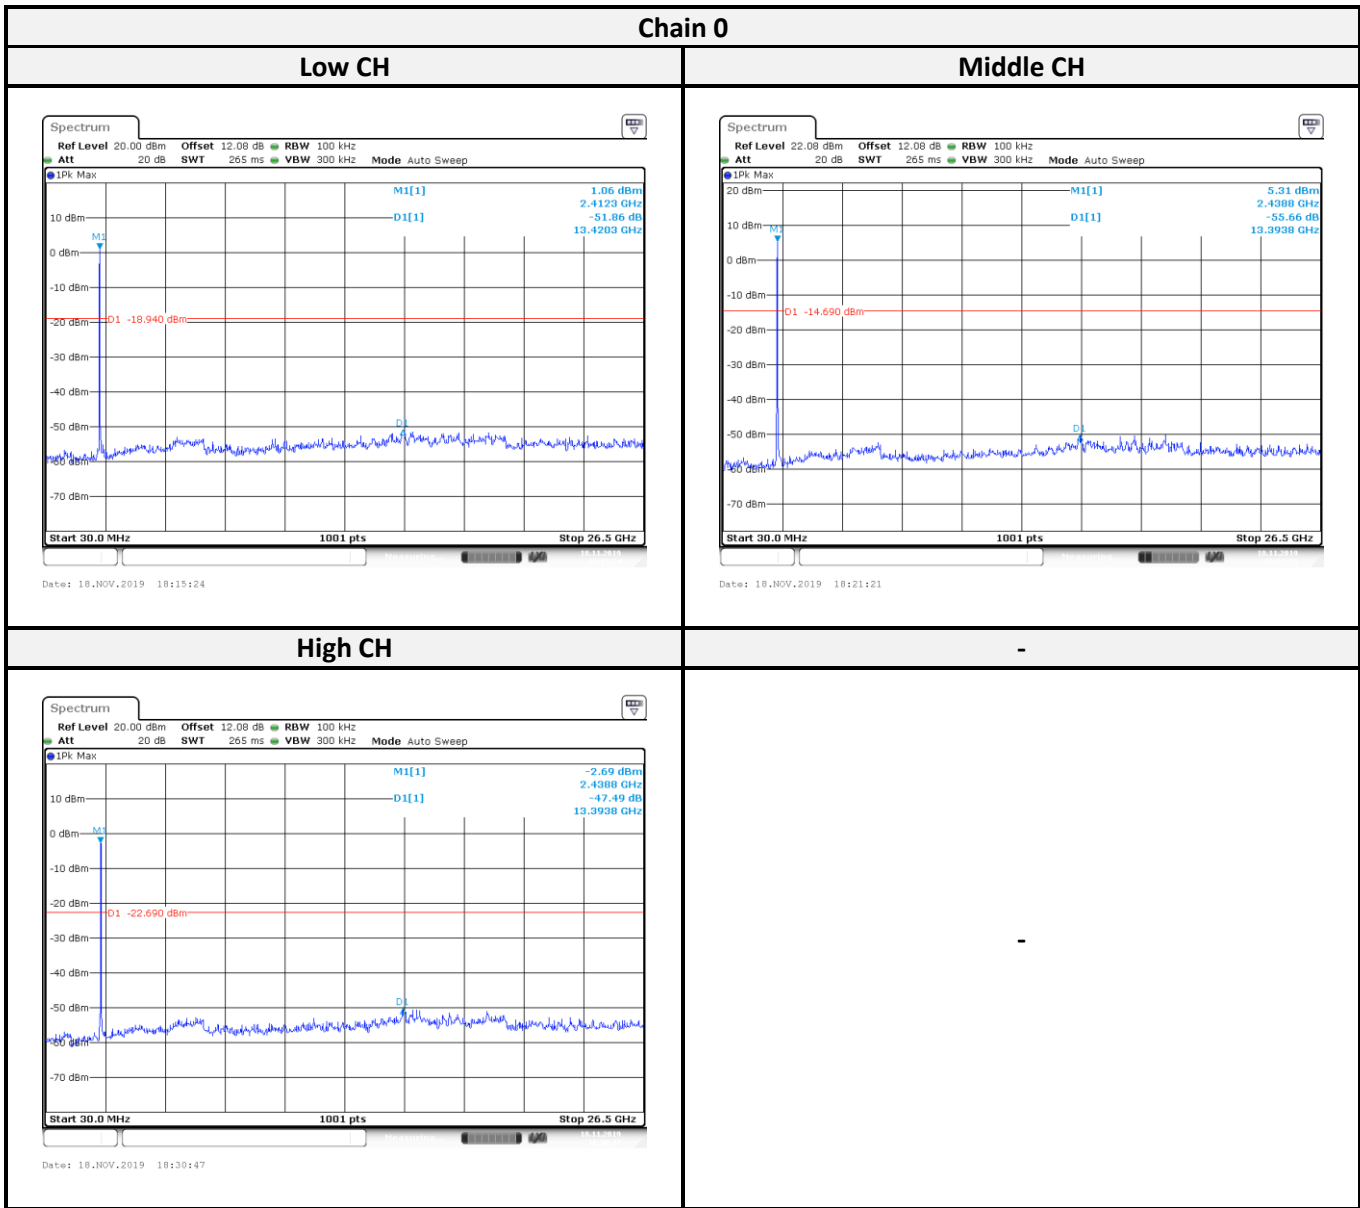 Chain 0
Low CH
Middle CH
Spectrum
Ref Level 20.00 dBm Offset 12.08 dB RBW 100 kHz
Att 20 dB SWT 265 ms VBW 300 kHz Mode Auto Sweep
1Pk Max
M1[1] 1.06 dBm
2.4123 GHz
10 dBm
D1[1] -51.86 dB
13.4203 GHz
M1
0 dBm
-10 dBm
D1 -18.940 dBm
-20 dBm
-30 dBm
-40 dBm
D1
-50 dBm
-60 dBm
-70 dBm
Start 30.0 MHz 1001 pts Stop 26.5 GHz
Date: 18.NOV.2019 18:15:24
Spectrum
Ref Level 22.08 dBm Offset 12.08 dB RBW 100 kHz
Att 20 dB SWT 265 ms VBW 300 kHz Mode Auto Sweep
1Pk Max
20 dBm
M1[1] 5.31 dBm
2.4388 GHz
D1[1] -55.66 dB
10 dBm
13.3938 GHz
M1
0 dBm
-10 dBm
D1 -14.690 dBm
-20 dBm
-30 dBm
-40 dBm
D1
-50 dBm
-60 dBm
-70 dBm
Start 30.0 MHz 1001 pts Stop 26.5 GHz
Date: 18.NOV.2019 18:21:21
High CH
-
Spectrum
Ref Level 20.00 dBm Offset 12.08 dB RBW 100 kHz
Att 20 dB SWT 265 ms VBW 300 kHz Mode Auto Sweep
1Pk Max
M1[1] -2.69 dBm
2.4388 GHz
10 dBm
D1[1] -47.49 dB
13.3938 GHz
M1
0 dBm
-10 dBm
-20 dBm
D1 -22.690 dBm
-30 dBm
-40 dBm
D1
-50 dBm
-60 dBm
-70 dBm
Start 30.0 MHz 1001 pts Stop 26.5 GHz
Date: 18.NOV.2019 18:30:47
-